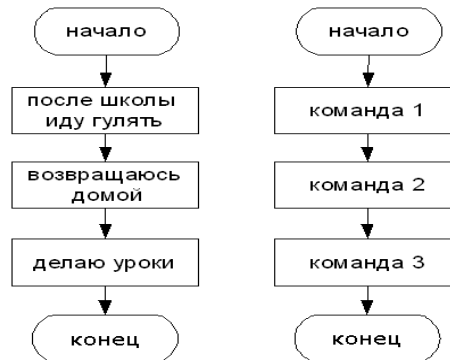 начало
после школы
иду гулять
возвращаюсь
домой
делаю уроки
конец
начало
команда 1
команда 2
команда 3
конец